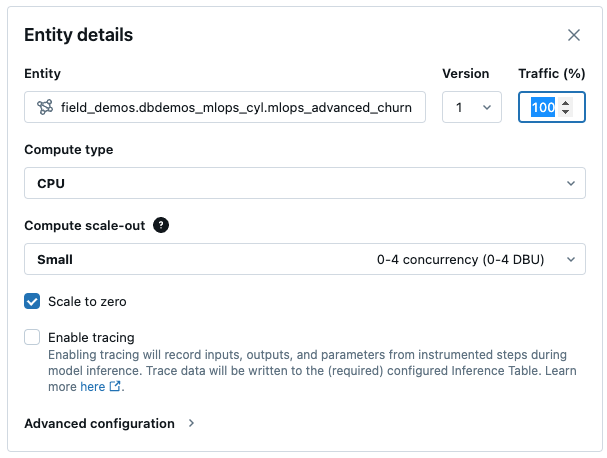 Entity details
Entity
Version
Traffic (%)
field_demos.dbdemos_mlops_cyl.mlops_advanced_churn
1
100
Compute type
CPU
Compute scale-out ?
Small
0-4 concurrency (0-4 DBU)
Scale to zero
Enable tracing
Enabling tracing will record inputs, outputs, and parameters from instrumented steps during
model inference. Trace data will be written to the (required) configured Inference Table. Learn
more here.
Advanced configuration